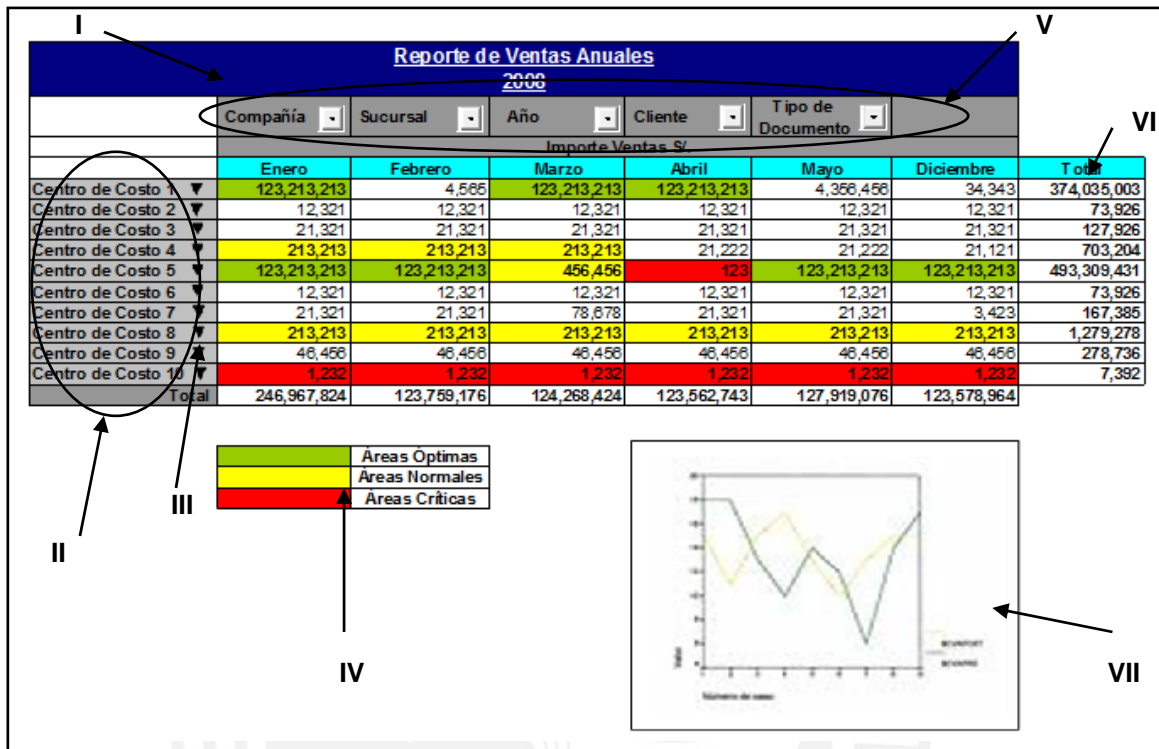 I V
Reporte de Ventas Anuales
2008
Compañía Sucursal Año Cliente Tipo de Documento
VI
Importe Ventas S/.
Enero Febrero Marzo Abril Mayo Diciembre Total
Centro de Costo 1 123,213,213 4,565 123,213,213 123,213,213 4,356,456 34,343 374,035,003
Centro de Costo 2 12,321 12,321 12,321 12,321 12,321 12,321 73,926
Centro de Costo 3 21,321 21,321 21,321 21,321 21,321 21,321 127,926
Centro de Costo 4 213,213 213,213 213,213 21,222 21,222 21,121 703,204
Centro de Costo 5 123,213,213 123,213,213 456,456 123 123,213,213 123,213,213 493,309,431
Centro de Costo 6 12,321 12,321 12,321 12,321 12,321 12,321 73,926
Centro de Costo 7 21,321 21,321 78,678 21,321 21,321 3,423 167,385
Centro de Costo 8 213,213 213,213 213,213 213,213 213,213 213,213 1,279,278
Centro de Costo 9 46,456 46,456 46,456 46,456 46,456 46,456 278,736
Centro de Costo 10 1,232 1,232 1,232 1,232 1,232 1,232 7,392
Total 246,967,824 123,759,176 124,268,424 123,562,743 127,919,076 123,578,964
Áreas Óptimas
Áreas Normales
Áreas Críticas
III
II
IV
VII
Valor
Número de caso